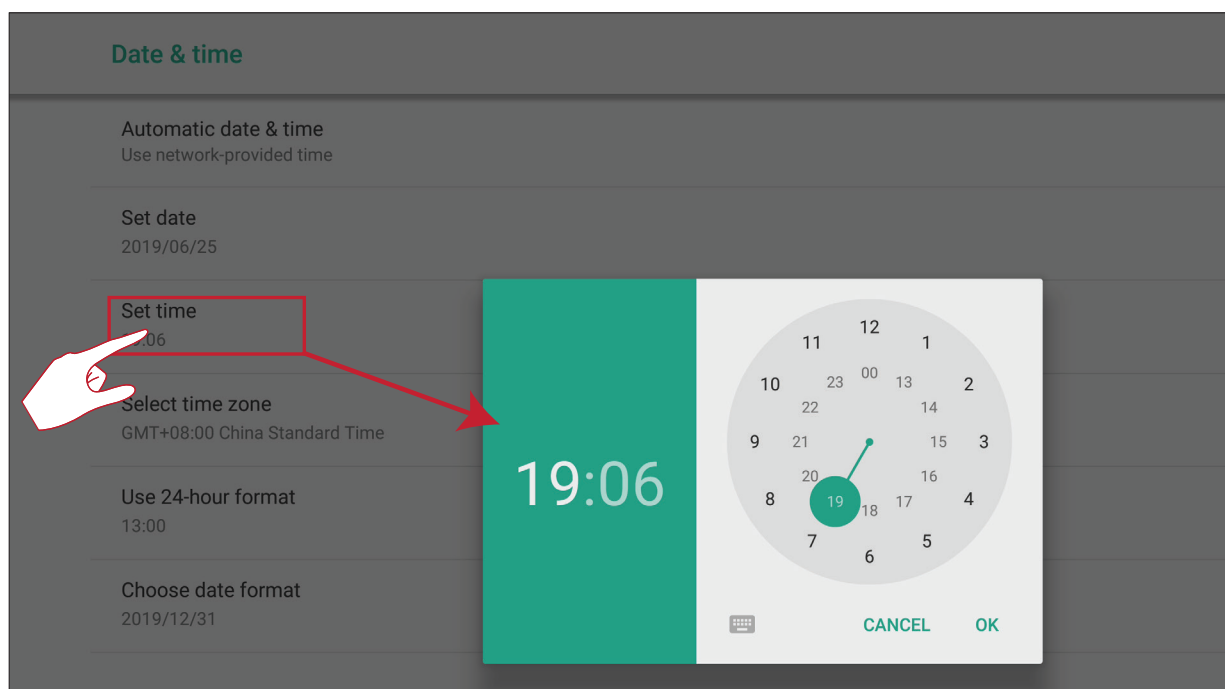 Date & time
Automatic date & time
Use network-provided time
Set date
2019/06/25
Set time
:06
Select time zone
GMT+08:00 China Standard Time
Use 24-hour format
13:00
Choose date format
2019/12/31
19:06
12
11 1
00
23 13
10 2
22 14
9 21 15 3
20 16
8 19 17 4
18
7 5
6
CANCEL OK